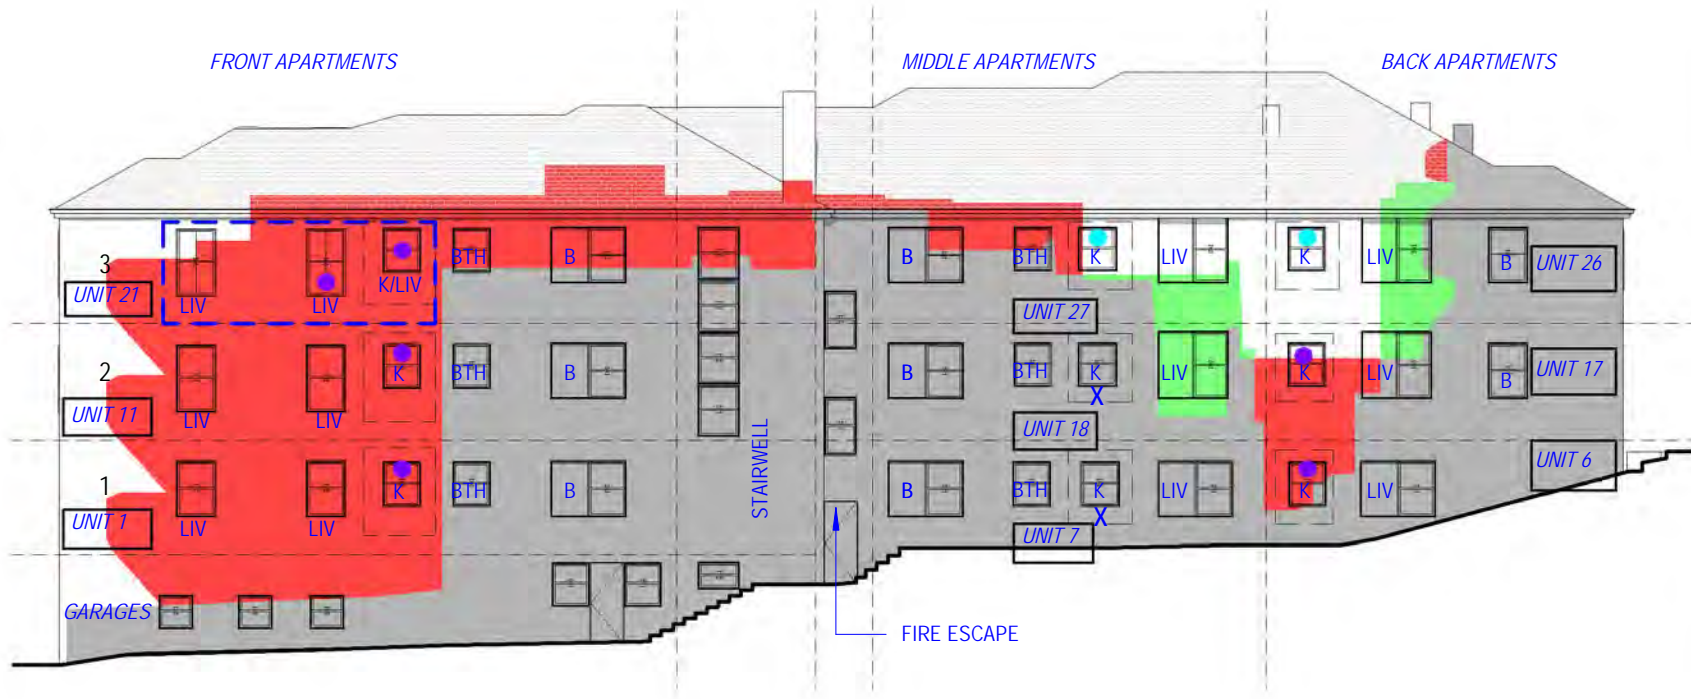 FRONT APARTMENTS
MIDDLE APARTMENTS
BACK APARTMENTS
3
BTH
B
B
BTH
K
LIV
K
LIV
B
UNIT 26
K/LIV
UNIT 21
LIV
LIV
UNIT 27
2
K
BTH
B
B
BTH
K
LIV
K
LIV
B
UNIT 17
X
UNIT 11
LIV
LIV
UNIT 18
STAIRWELL
UNIT 6
1
K
BTH
B
B
BTH
K
LIV
K
LIV
X
UNIT 1
LIV
LIV
UNIT 7
GARAGES
FIRE ESCAPE